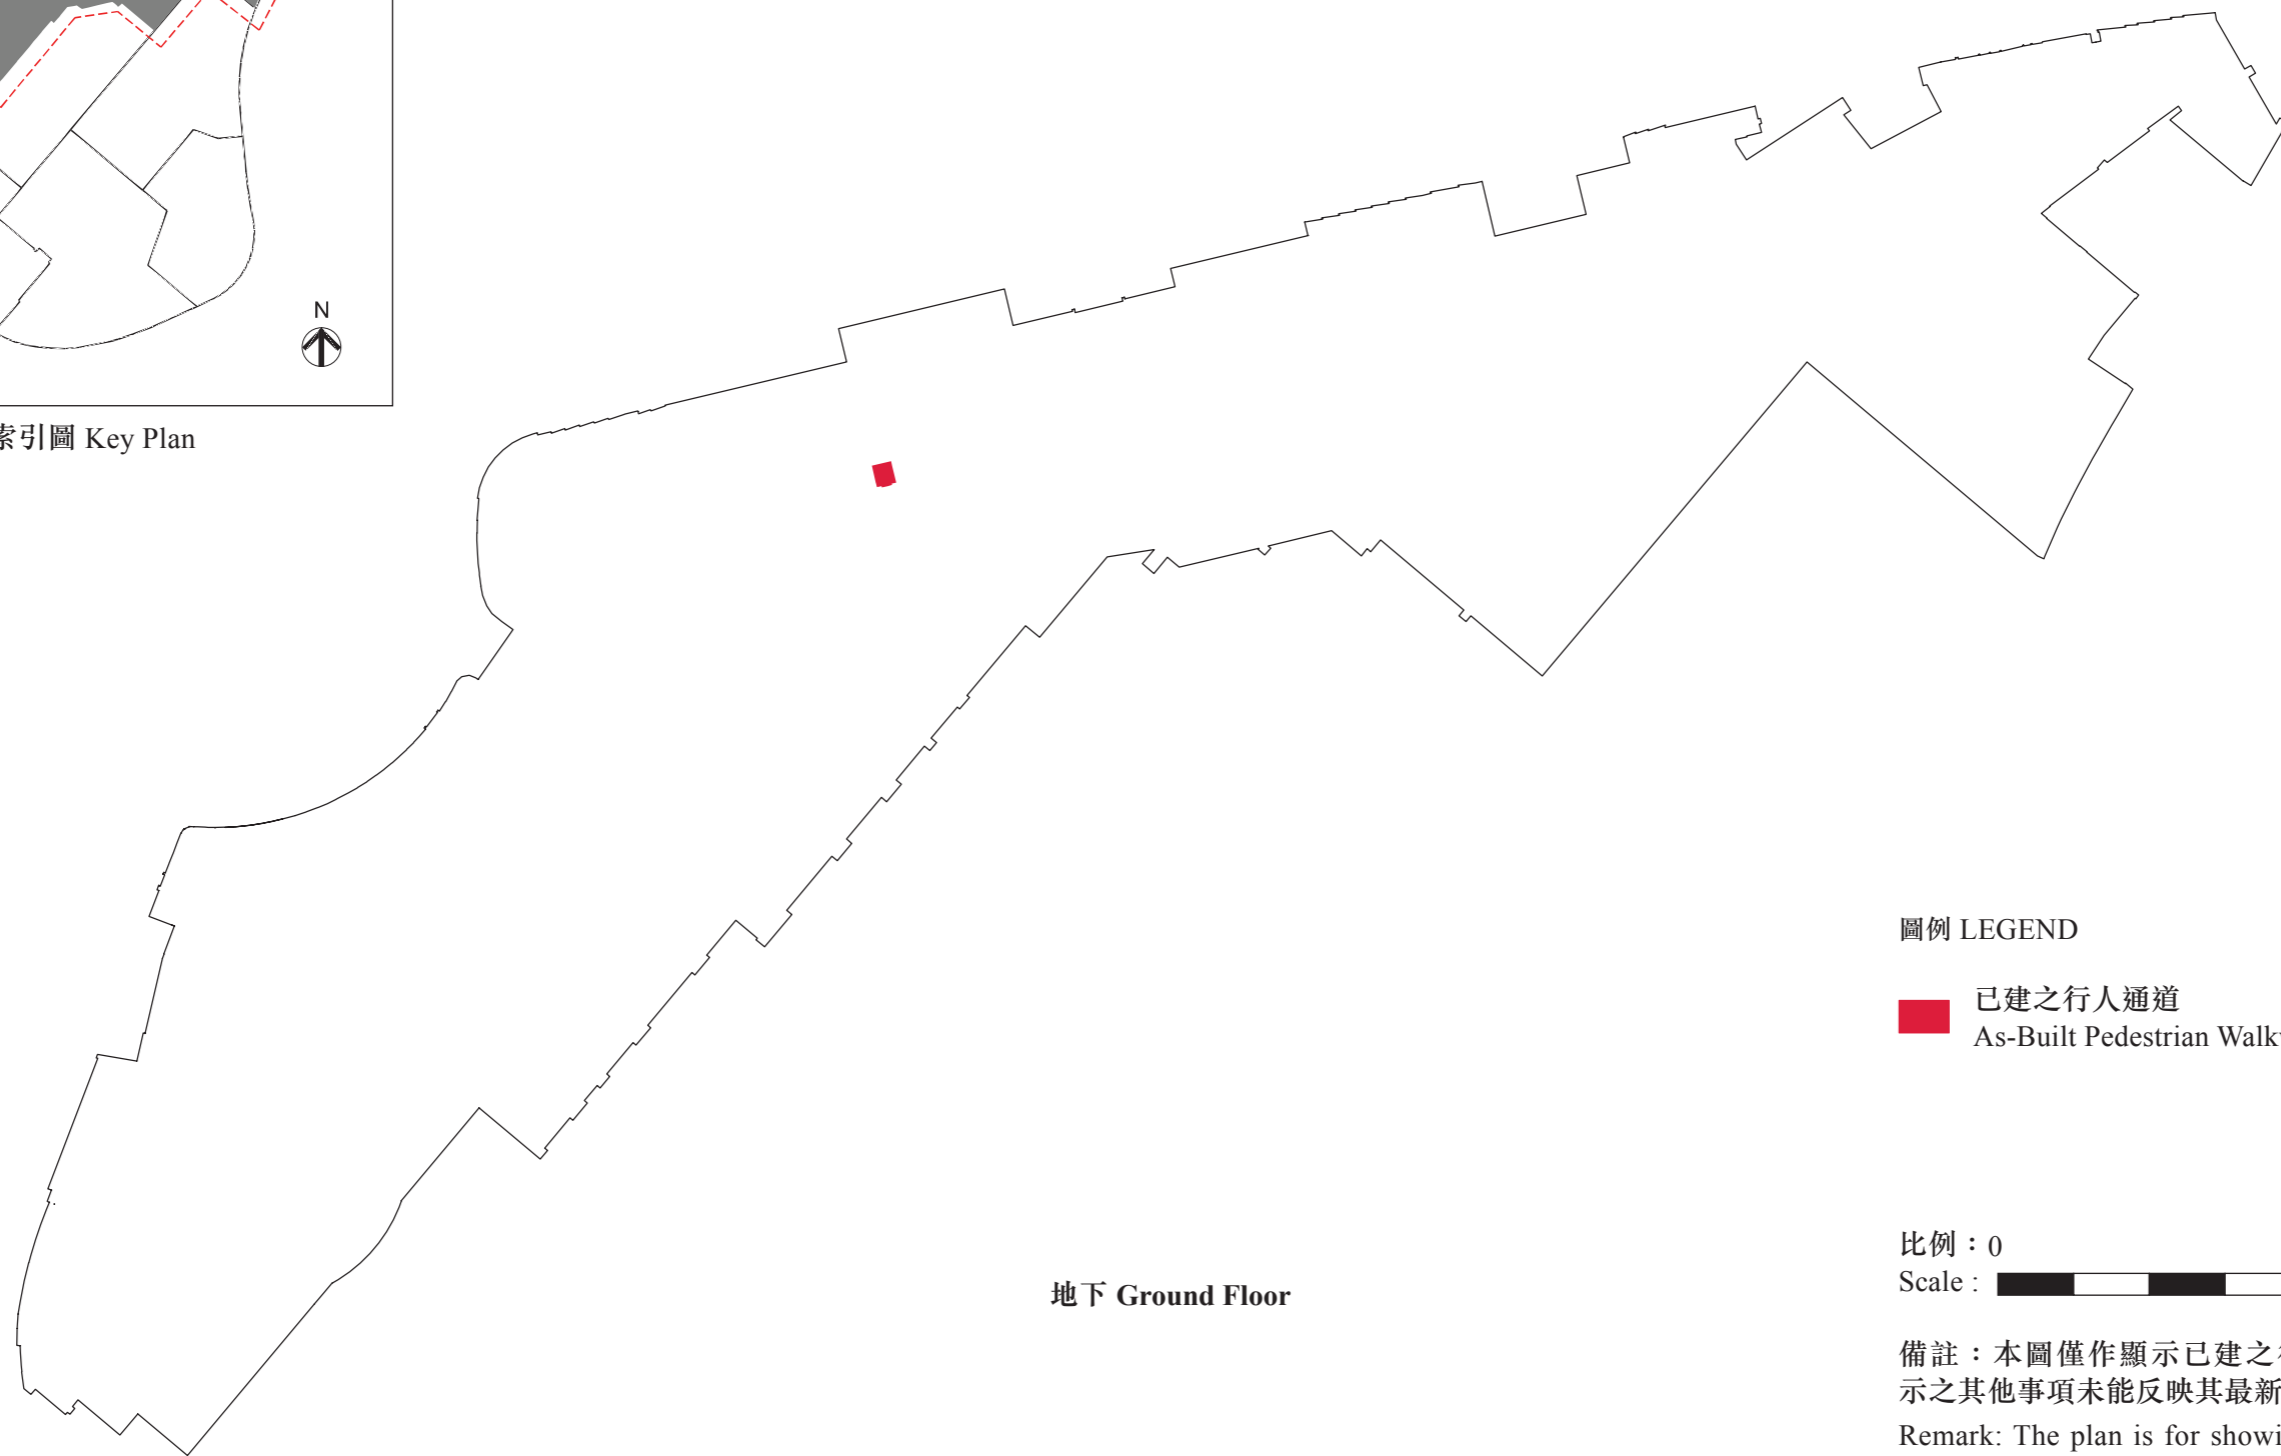 N
索引圖 Key Plan
圖例 LEGEND
已建之行人通道
As-Built Pedestrian
比例：0
Scale :
地下 Ground Floor
備註：本圖僅作顯示已建之
示之其他事項未能反映其最新
Remark: The plan is for